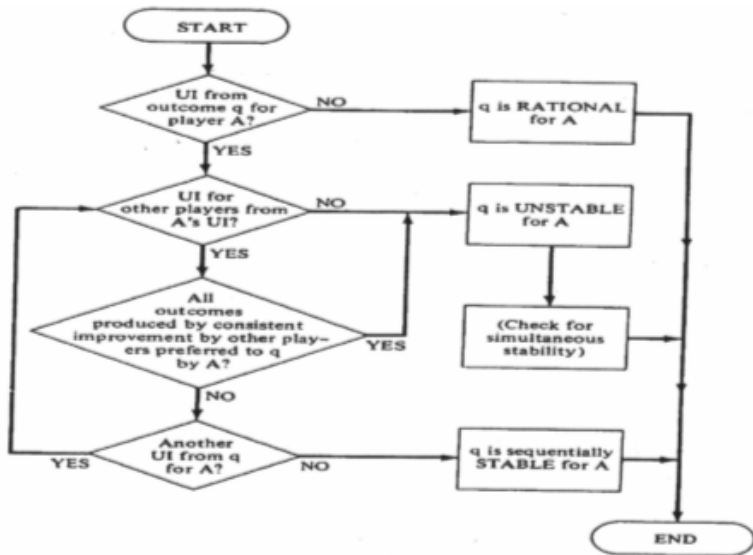 START
UI from
outcome q for
player A?
NO
q is RATIONAL
for A
YES
UI for
other players from
A's UI?
NO
q is UNSTABLE
for A
YES
All
outcomes
produced by consistent
improvement by other play-
ers preferred to q
by A?
YES
(Check for
simultaneous
stability)
NO
Another
UI from q
for A?
YES
NO
q is sequentially
STABLE for A
END